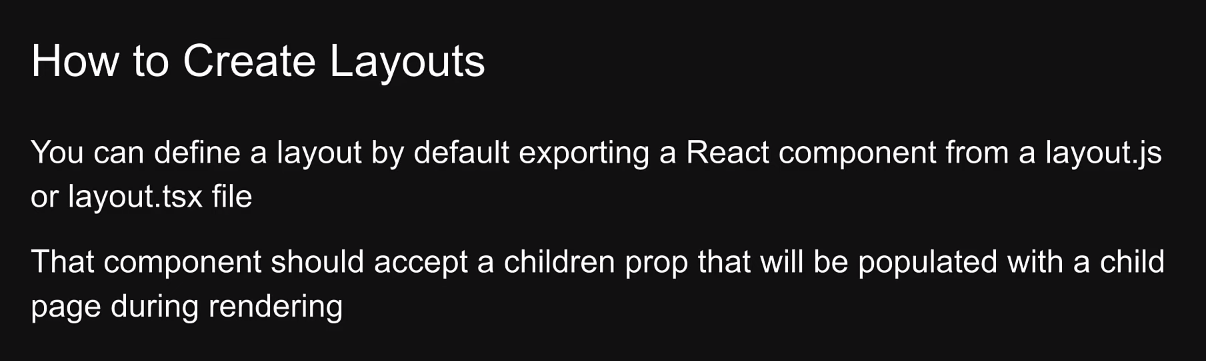 How to Create Layouts
You can define a layout by default exporting a React component from a layout.js
or layout.tsx file
That component should accept a children prop that will be populated with a child
page during rendering